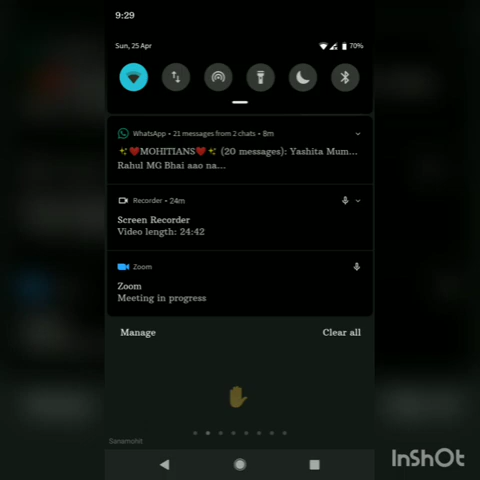 9:29
Sun, 25 Apr
70%
WhatsApp • 21 messages from 2 chats • 8m
✨❤️MOHITIANS❤️✨ (20 messages): Yashita Mum...
Rahul MG Bhai aao na...
Recorder • 24m
Screen Recorder
Video length: 24:42
Zoom
Zoom
Meeting in progress
Manage
Clear all
Sanamohit
InShOt